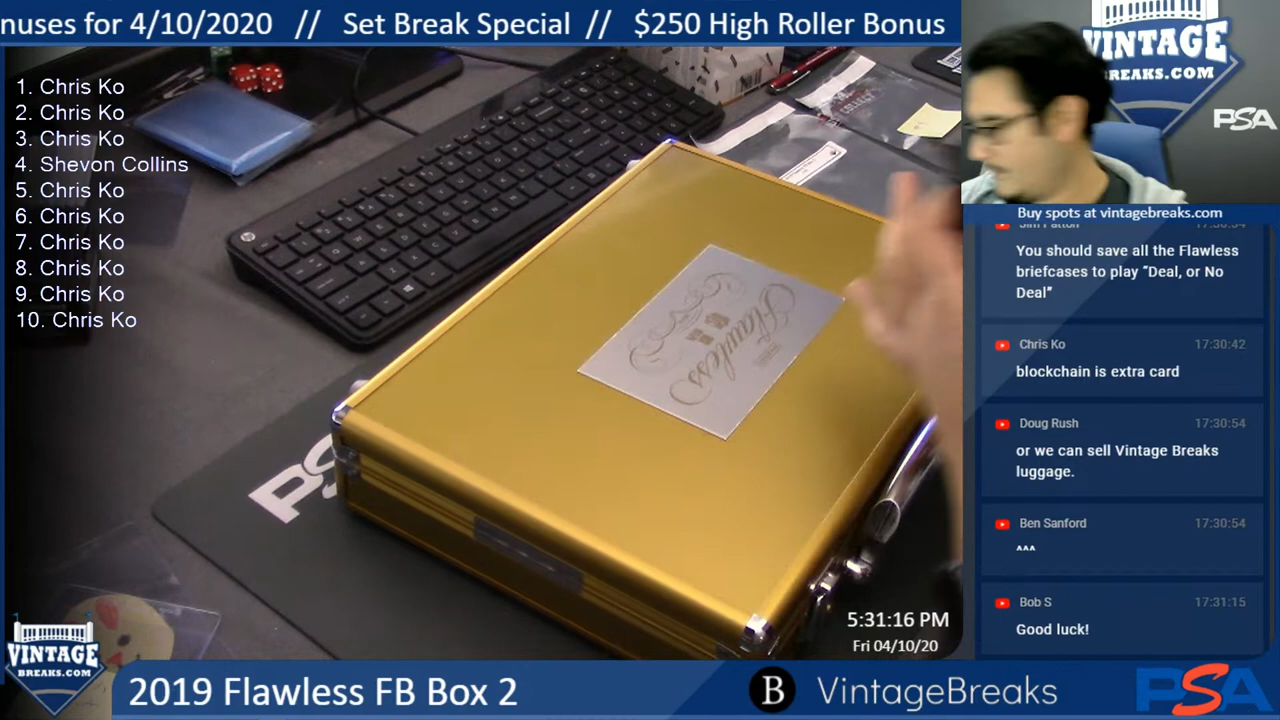 nuses for 4/10/2020 // Set Break Special // $250 High Roller Bonus
1. Chris Ko
2. Chris Ko
3. Chris Ko
4. Shevon Collins
5. Chris Ko
6. Chris Ko
7. Chris Ko
8. Chris Ko
9. Chris Ko
10. Chris Ko
VINTAGE
BREAKS.COM
PSA
Buy spots at vintagebreaks.com
Jim Patton 17:30:34
You should save all the Flawless
briefcases to play “Deal, or No
Deal”
Chris Ko 17:30:42
blockchain is extra card
Doug Rush 17:30:54
or we can sell Vintage Breaks
luggage.
Ben Sanford 17:30:54
^^^
Bob S 17:31:15
Good luck!
Flawless
PS
5:31:16 PM
Fri 04/10/20
VINTAGE
BREAKS.COM
2019 Flawless FB Box 2
B VintageBreaks
PSA